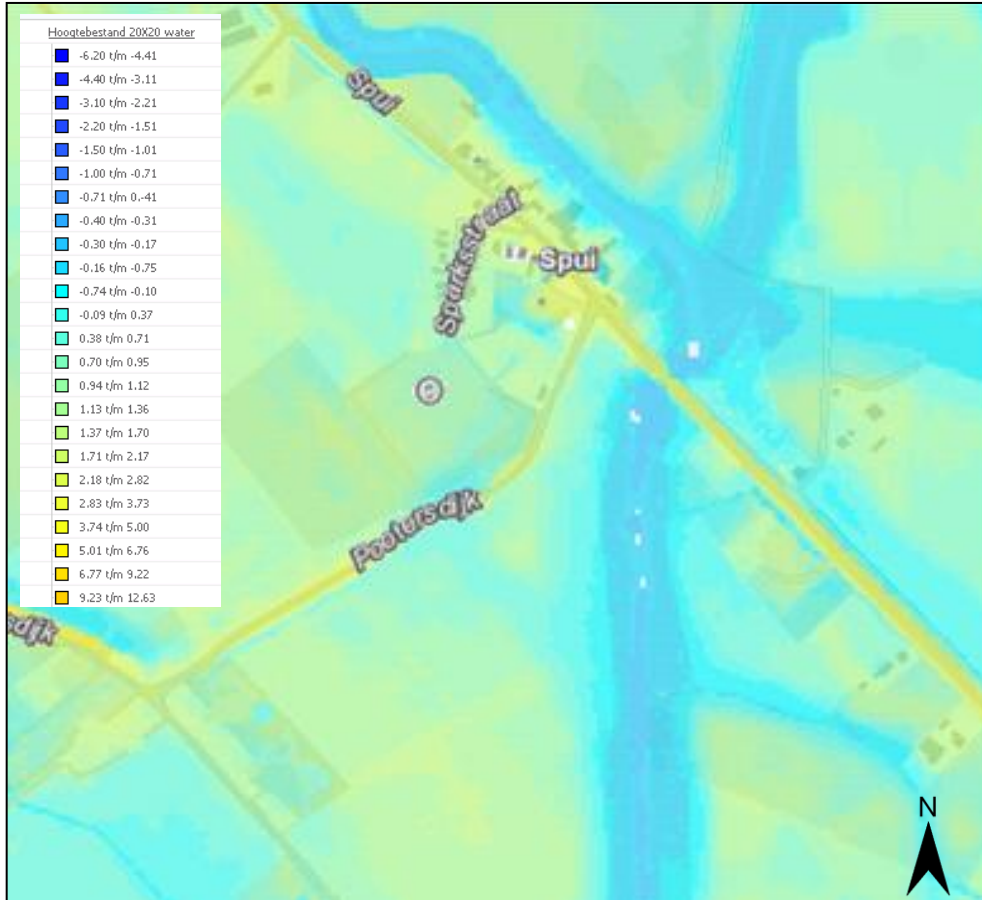 Hoogtebestand 20X20 water
-6.20 t/m -4.41
-4.40 t/m -3.11
-3.10 t/m -2.21
-2.20 t/m -1.51
-1.50 t/m -1.01
-1.00 t/m -0.71
-0.71 t/m 0.-41
-0.40 t/m -0.31
-0.30 t/m -0.17
-0.16 t/m -0.75
-0.74 t/m -0.10
-0.09 t/m 0.37
0.38 t/m 0.71
0.70 t/m 0.95
0.94 t/m 1.12
1.13 t/m 1.36
1.37 t/m 1.70
1.71 t/m 2.17
2.18 t/m 2.82
2.83 t/m 3.73
3.74 t/m 5.00
5.01 t/m 6.76
6.77 t/m 9.22
9.23 t/m 12.63
Spui
Sparksstraat
Spui
Pootersdijk
sdijk
N